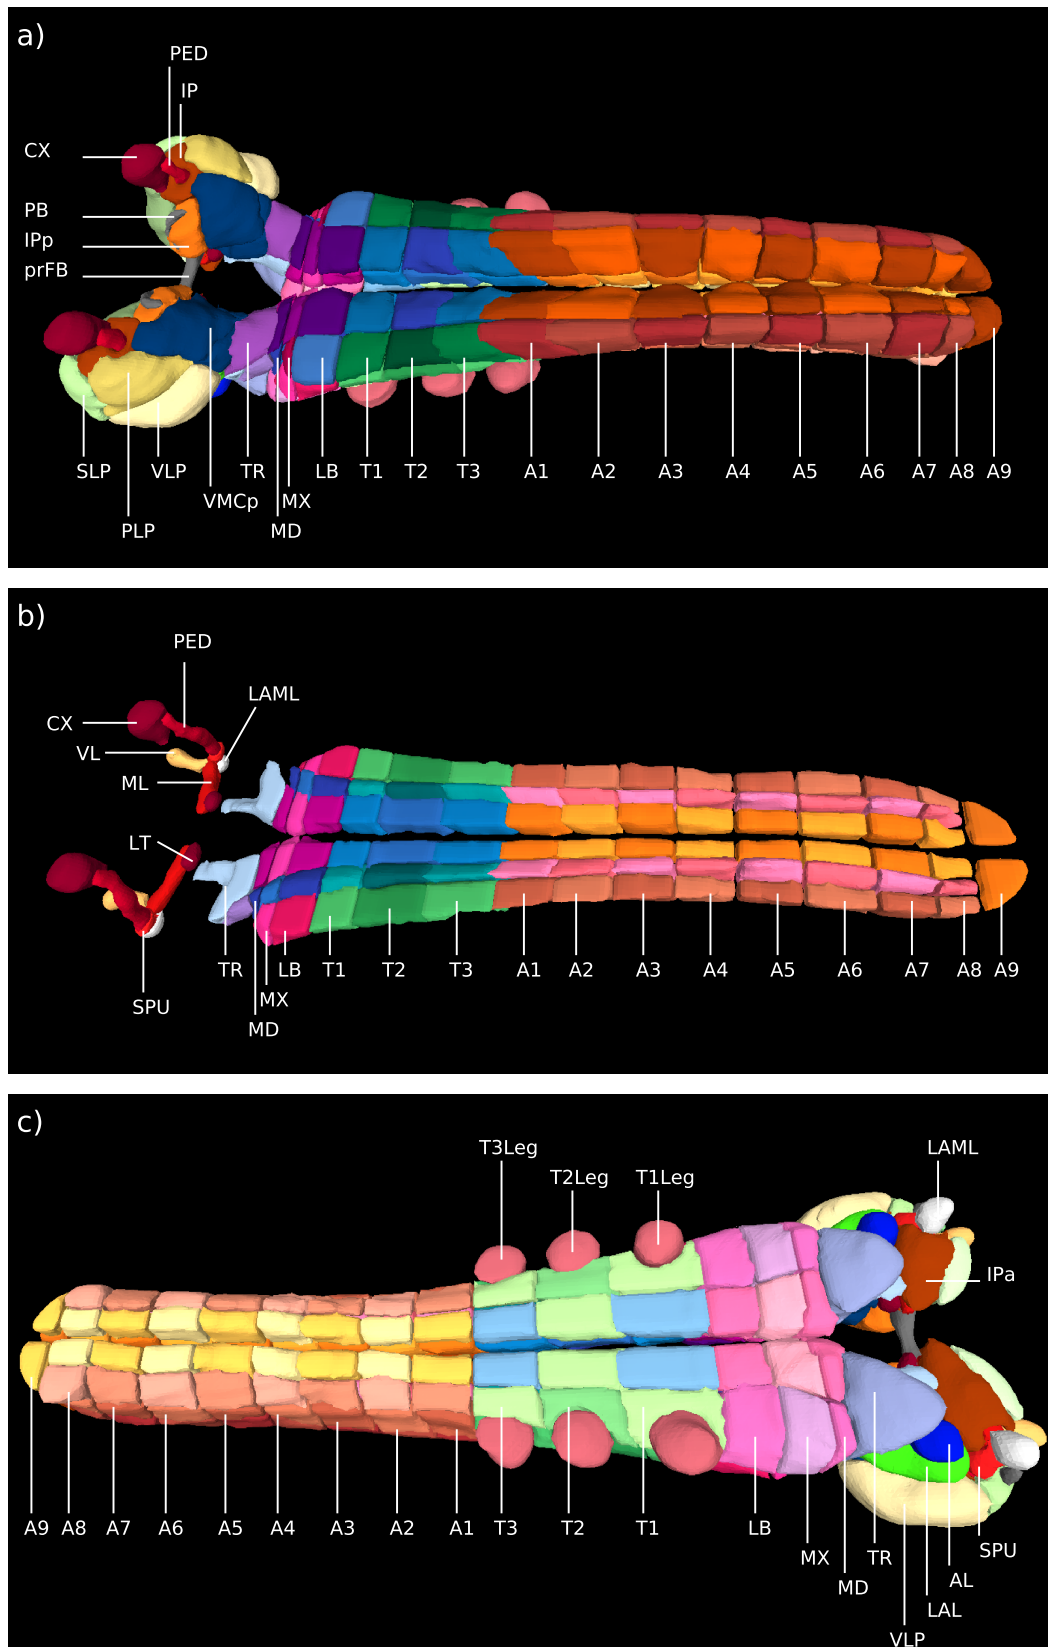 a)
PED
IP
CX
PB
IPp
prFB
SLP VLP TR LB T1 T2 T3 A1 A2 A3 A4 A5 A6 A7 A8 A9
VMCp MX
PLP MD
b)
PED
LAML
CX
VL
ML
LT
TR LB T1 T2 T3 A1 A2 A3 A4 A5 A6 A7 A8 A9
SPU MX
MD
c)
T3Leg LAML
T2Leg T1Leg
IPa
A9 A8 A7 A6 A5 A4 A3 A2 A1 T3 T2 T1 LB
MX TR SPU
MD AL
LAL
VLP